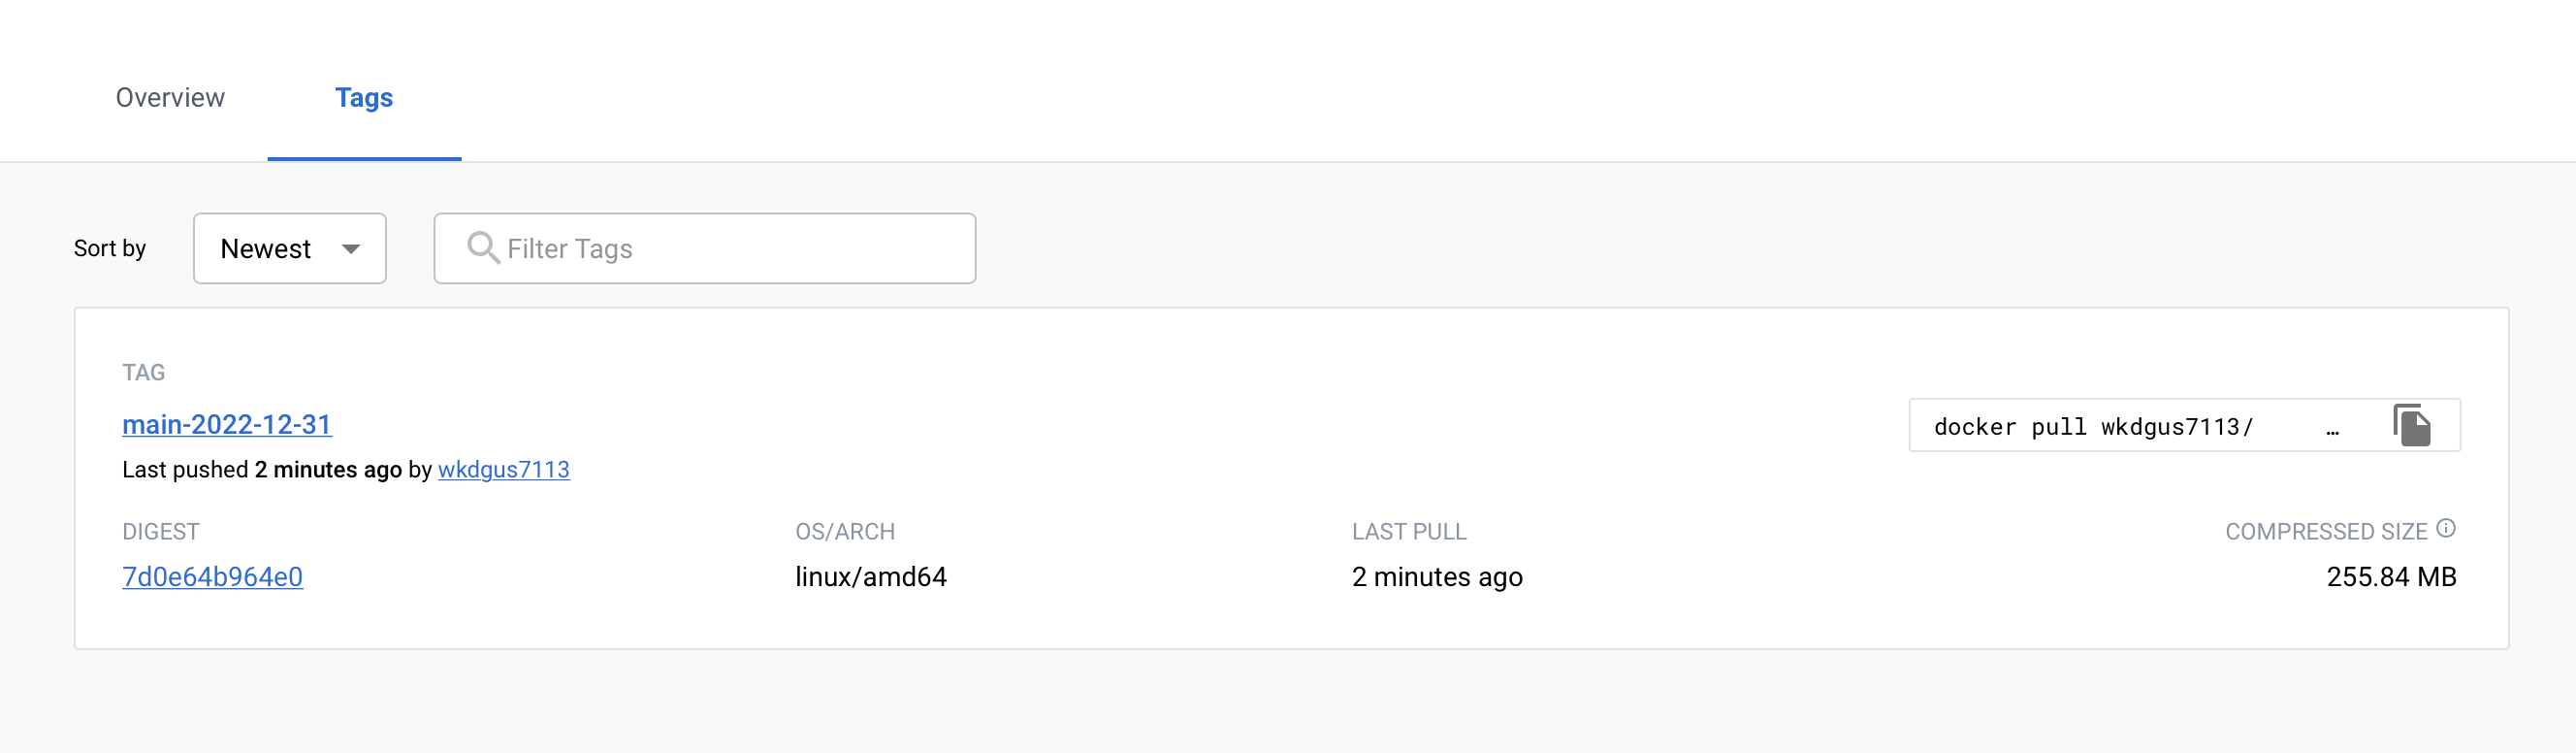 Overview Tags
Sort by Newest Filter Tags
TAG
main-2022-12-31
docker pull wkdgus7113/ …
Last pushed 2 minutes ago by wkdgus7113
DIGEST OS/ARCH LAST PULL COMPRESSED SIZE
7d0e64b964e0 linux/amd64 2 minutes ago 255.84 MB